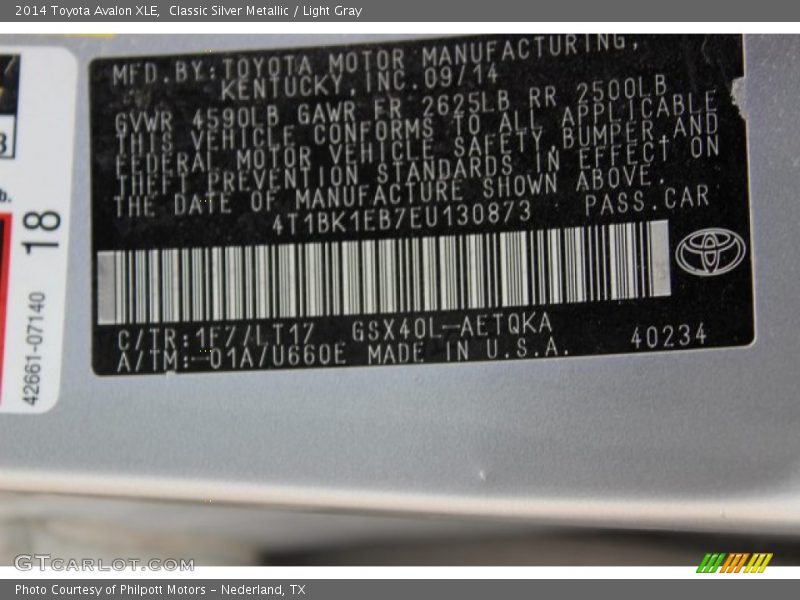 2014 Toyota Avalon XLE,  Classic Silver Metallic / Light Gray
MFD.BY:TOYOTA MOTOR MANUFACTURING,
KENTUCKY,INC.09/14
GVWR 4590LB GAWR FR 2625LB RR 2500LB
THIS VEHICLE CONFORMS TO ALL APPLICABLE
FEDERAL MOTOR VEHICLE SAFETY,BUMPER,AND
THEFT PREVENTION STANDARDS IN EFFECT ON
THE DATE OF MANUFACTURE SHOWN ABOVE.
4T1BK1EB7EU130873 PASS.CAR
C/TR:1F7/LT17 GSX40L-AETQKA
A/TM:-01A/U660E MADE IN U.S.A. 40234
18
42661-07140
GTCARLOT.COM
Photo Courtesy of Philpott Motors - Nederland, TX